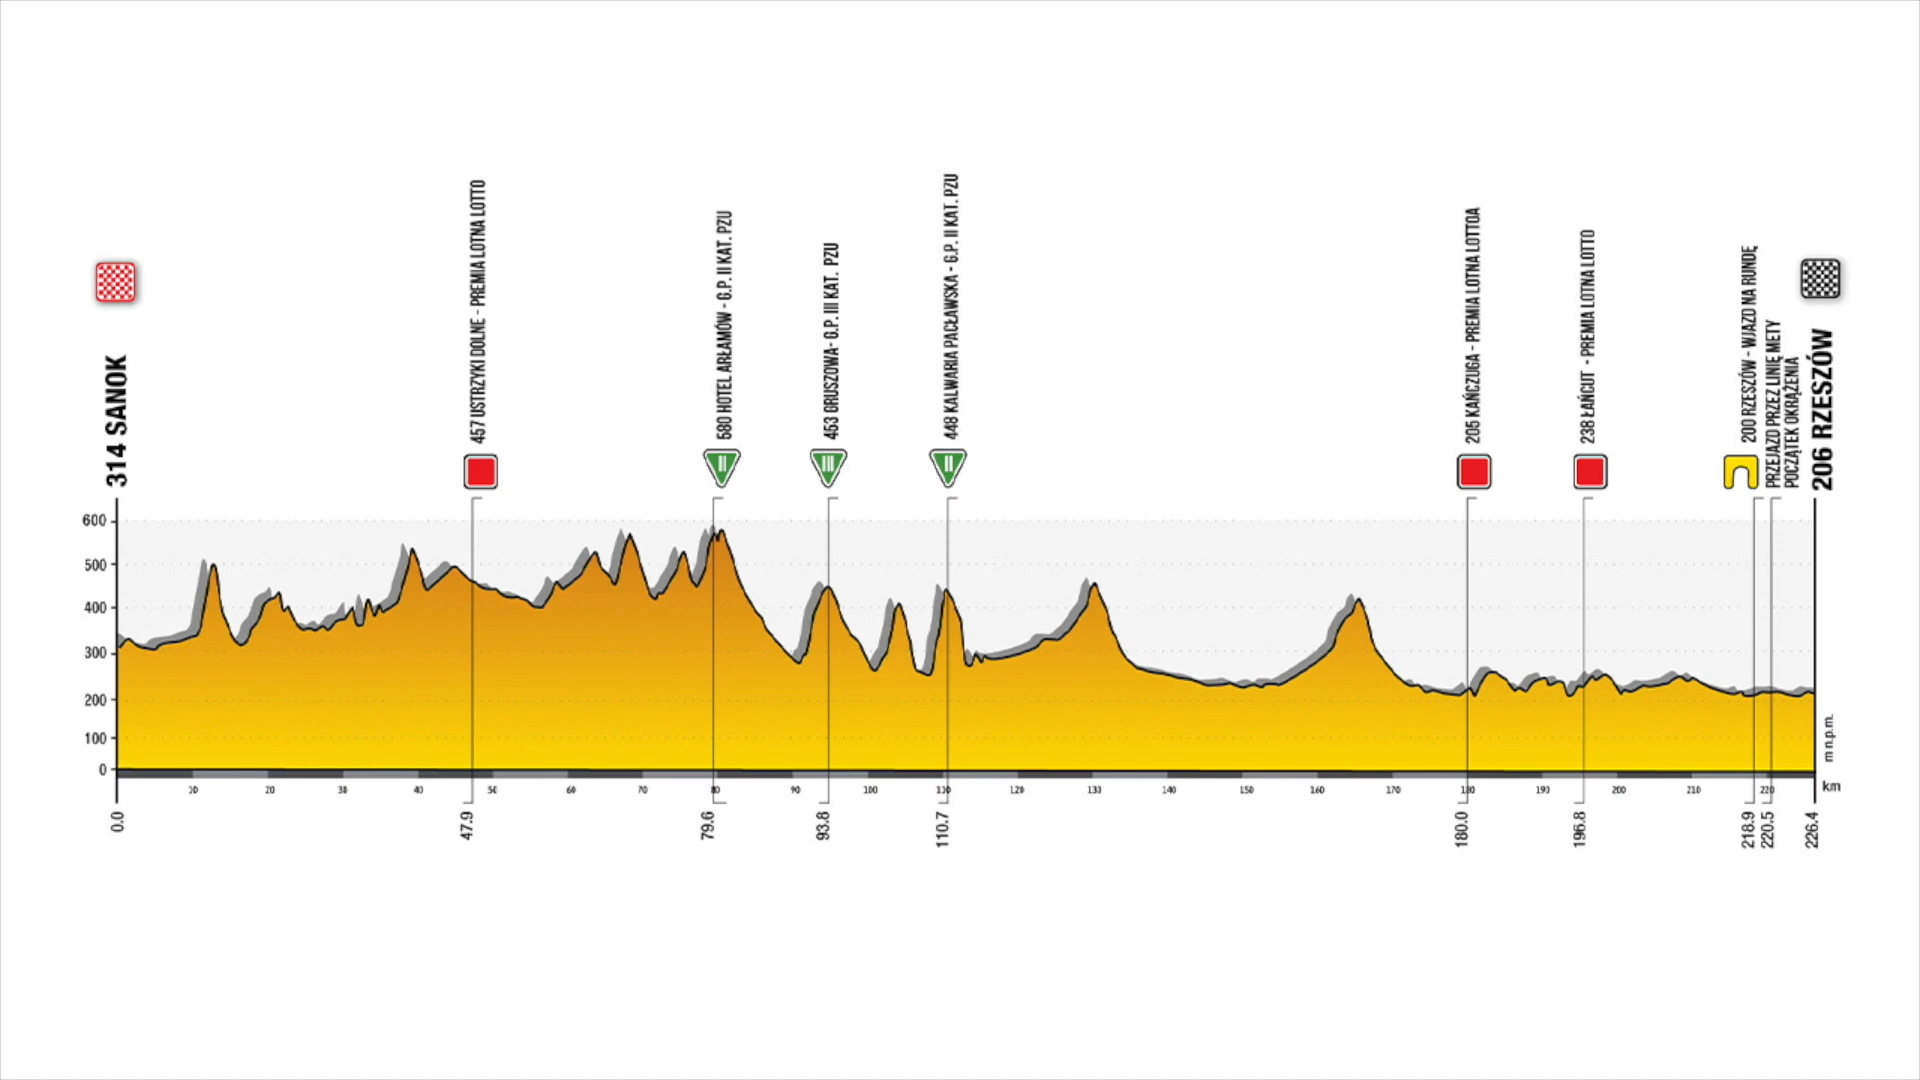 314 SANOK
457 USTRZYKI DOLNE - PREMIA LOTNA LOTTO
580 HOTEL ARŁAMÓW - G.P. II KAT. PZU
453 GRUSZOWA- G.P. III KAT. PZU
448 KALWARIA PACŁAWSKA - G.P. II KAT. PZU
205 KAŃCZUGA - PREMIA LOTNA LOTTOA
238 ŁAŃCUT - PREMIA LOTNA LOTTO
200 RZESZÓW - WJAZD NA RUNDĘ
PRZEJAZD PRZEZ LINIĘ METY
POCZĄTEK OKRĄŻENIA
206 RZESZÓW
II
III
II
600
500
400
300
200
100
0
m n.p.m.
10 20 30 40 50 60 70 80 90 100 110 120 130 140 150 160 170 180 190 200 210 220
km
0.0
47.9
79.6
93.8
110.7
180.0
196.8
218.9
220.5
226.4